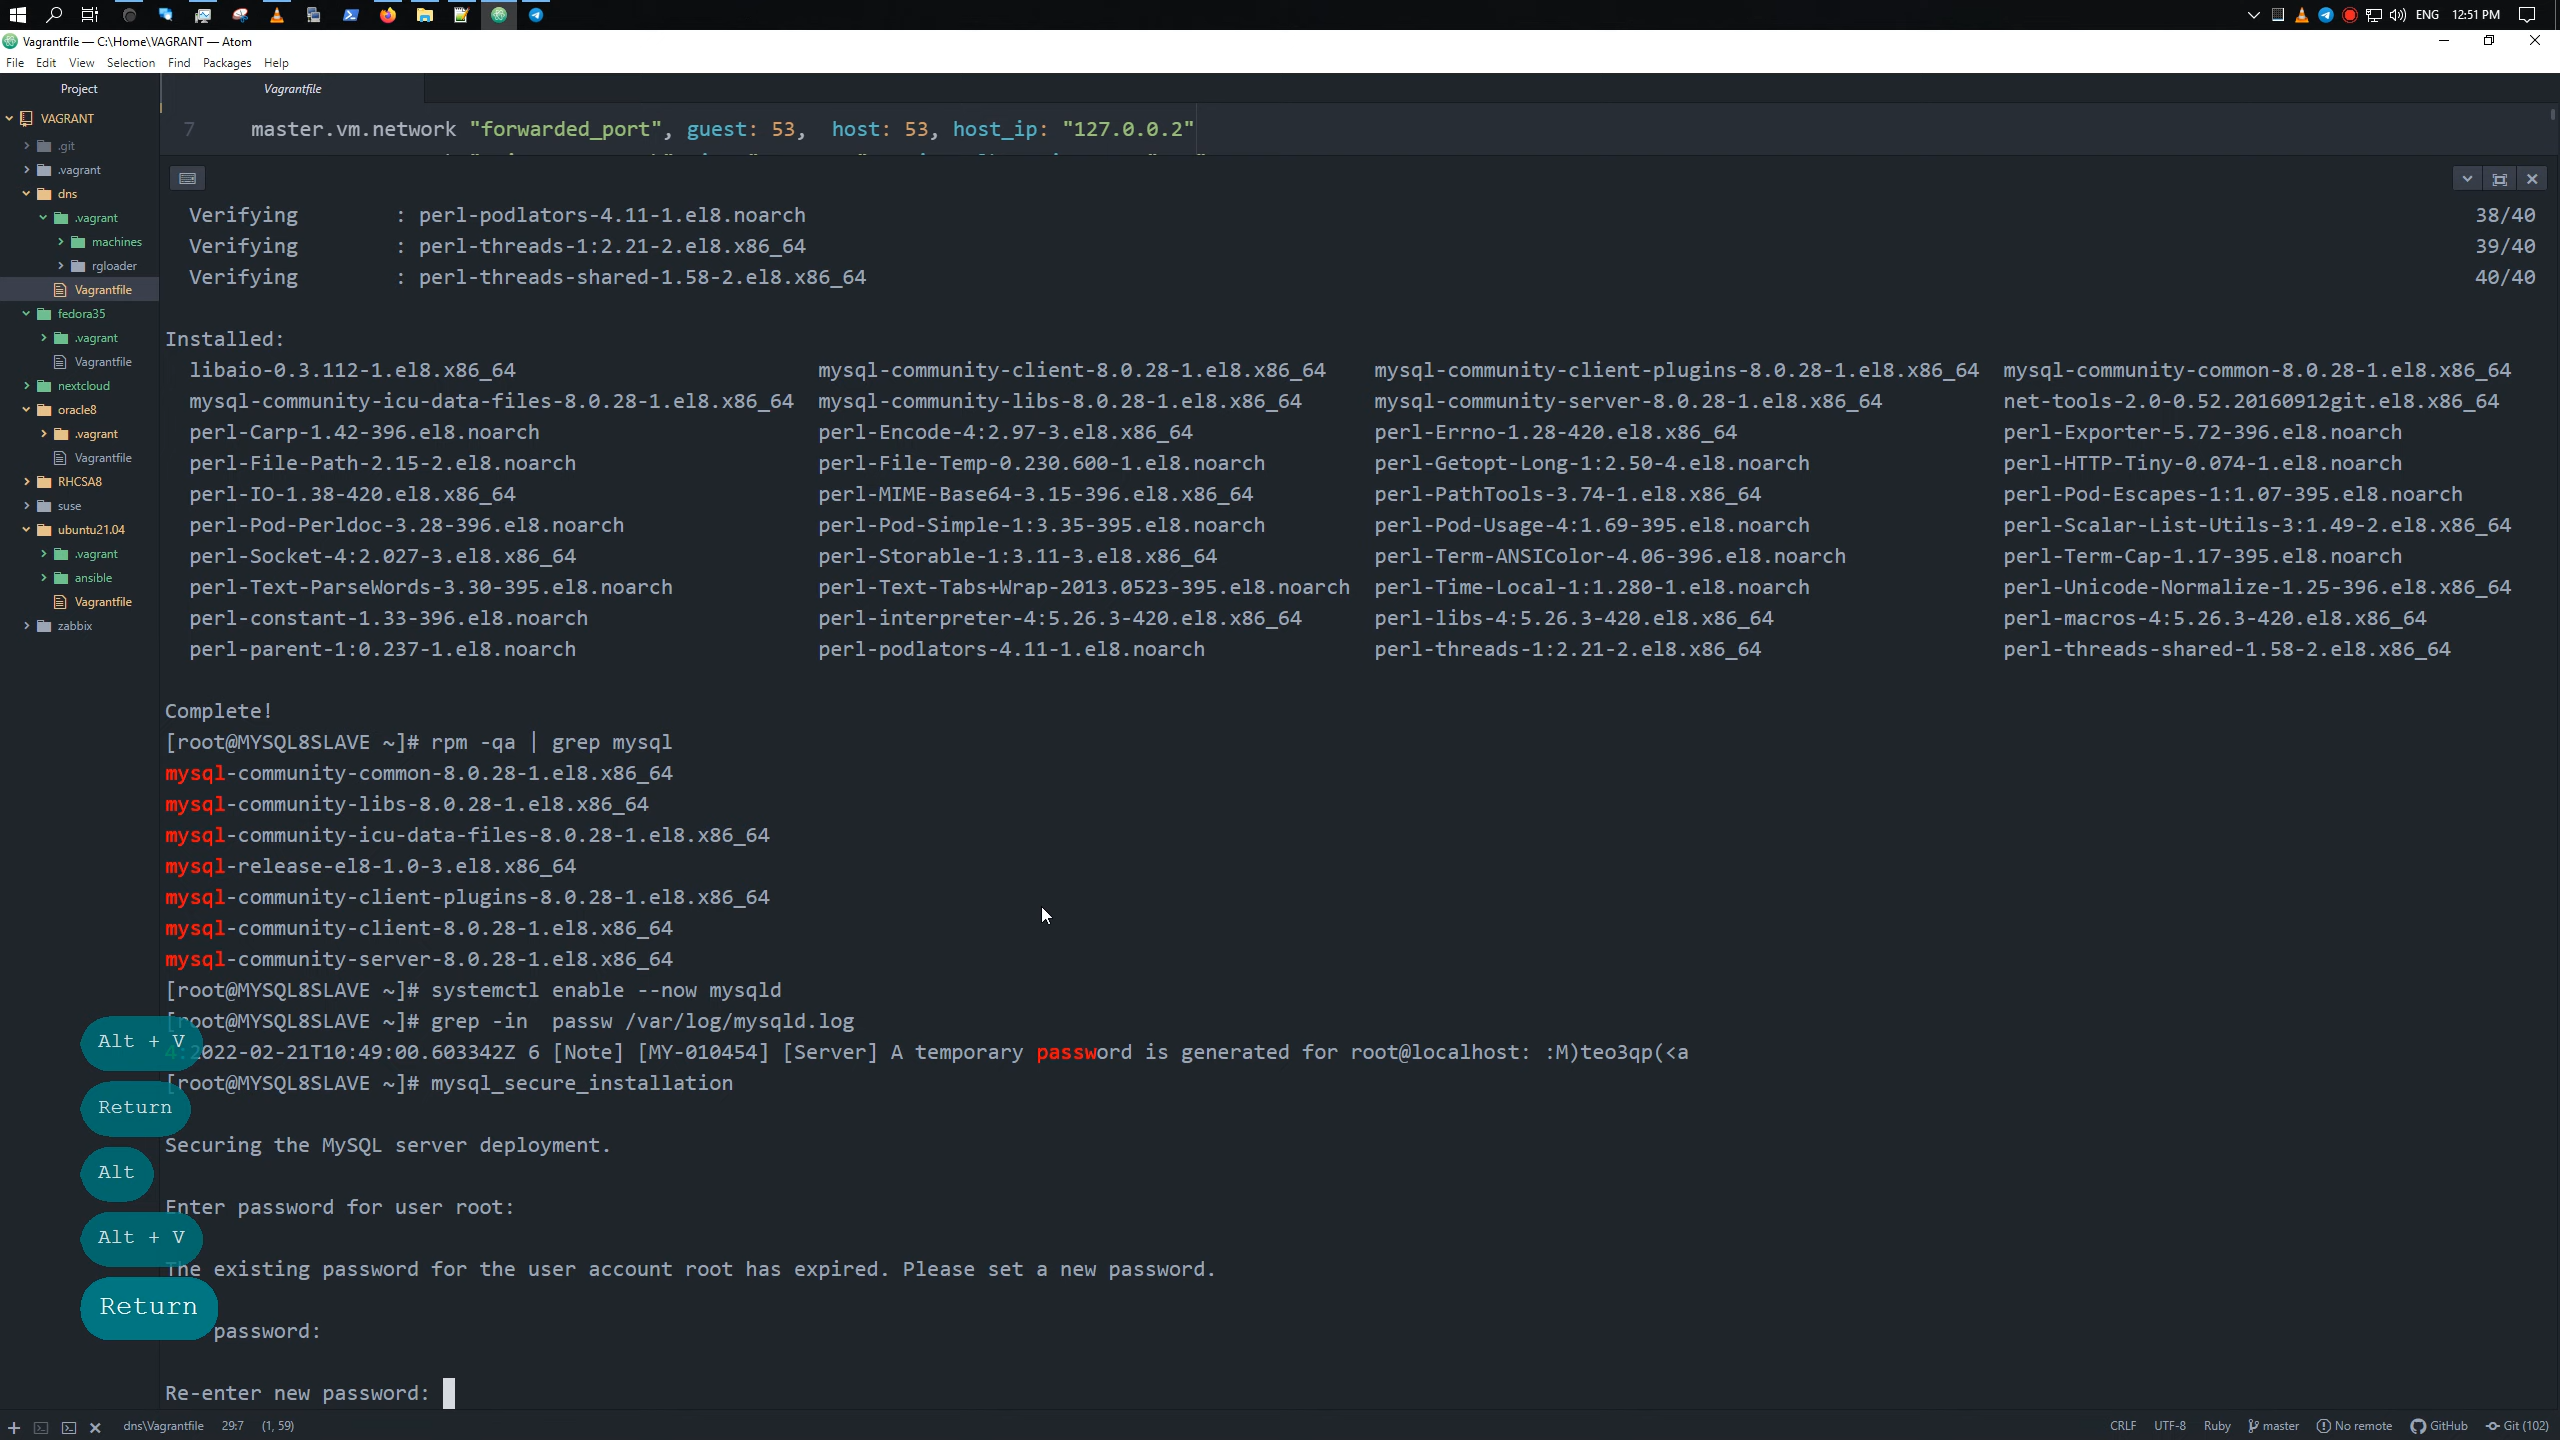 ENG 12:51 PM
Vagrantfile — C:\Home\VAGRANT — Atom
File Edit View Selection Find Packages Help
Project
Vagrantfile
VAGRANT
.git
.vagrant
dns
.vagrant
machines
rgloader
Vagrantfile
fedora35
.vagrant
Vagrantfile
nextcloud
oracle8
.vagrant
Vagrantfile
RHCSA8
suse
ubuntu21.04
.vagrant
ansible
Vagrantfile
zabbix
7 master.vm.network "forwarded_port", guest: 53, host: 53, host_ip: "127.0.0.2"
Verifying : perl-podlators-4.11-1.el8.noarch 38/40
Verifying : perl-threads-1:2.21-2.el8.x86_64 39/40
Verifying : perl-threads-shared-1.58-2.el8.x86_64 40/40
Installed:
libaio-0.3.112-1.el8.x86_64 mysql-community-client-8.0.28-1.el8.x86_64 mysql-community-client-plugins-8.0.28-1.el8.x86_64 mysql-community-common-8.0.28-1.el8.x86_64
mysql-community-icu-data-files-8.0.28-1.el8.x86_64 mysql-community-libs-8.0.28-1.el8.x86_64 mysql-community-server-8.0.28-1.el8.x86_64 net-tools-2.0-0.52.20160912git.el8.x86_64
perl-Carp-1.42-396.el8.noarch perl-Encode-4:2.97-3.el8.x86_64 perl-Errno-1.28-420.el8.x86_64 perl-Exporter-5.72-396.el8.noarch
perl-File-Path-2.15-2.el8.noarch perl-File-Temp-0.230.600-1.el8.noarch perl-Getopt-Long-1:2.50-4.el8.noarch perl-HTTP-Tiny-0.074-1.el8.noarch
perl-IO-1.38-420.el8.x86_64 perl-MIME-Base64-3.15-396.el8.x86_64 perl-PathTools-3.74-1.el8.x86_64 perl-Pod-Escapes-1:1.07-395.el8.noarch
perl-Pod-Perldoc-3.28-396.el8.noarch perl-Pod-Simple-1:3.35-395.el8.noarch perl-Pod-Usage-4:1.69-395.el8.noarch perl-Scalar-List-Utils-3:1.49-2.el8.x86_64
perl-Socket-4:2.027-3.el8.x86_64 perl-Storable-1:3.11-3.el8.x86_64 perl-Term-ANSIColor-4.06-396.el8.noarch perl-Term-Cap-1.17-395.el8.noarch
perl-Text-ParseWords-3.30-395.el8.noarch perl-Text-Tabs+Wrap-2013.0523-395.el8.noarch perl-Time-Local-1:1.280-1.el8.noarch perl-Unicode-Normalize-1.25-396.el8.x86_64
perl-constant-1.33-396.el8.noarch perl-interpreter-4:5.26.3-420.el8.x86_64 perl-libs-4:5.26.3-420.el8.x86_64 perl-macros-4:5.26.3-420.el8.x86_64
perl-parent-1:0.237-1.el8.noarch perl-podlators-4.11-1.el8.noarch perl-threads-1:2.21-2.el8.x86_64 perl-threads-shared-1.58-2.el8.x86_64
Complete!
[root@MYSQL8SLAVE ~]# rpm -qa | grep mysql
mysql-community-common-8.0.28-1.el8.x86_64
mysql-community-libs-8.0.28-1.el8.x86_64
mysql-community-icu-data-files-8.0.28-1.el8.x86_64
mysql-release-el8-1.0-3.el8.x86_64
mysql-community-client-plugins-8.0.28-1.el8.x86_64
mysql-community-client-8.0.28-1.el8.x86_64
mysql-community-server-8.0.28-1.el8.x86_64
[root@MYSQL8SLAVE ~]# systemctl enable --now mysqld
[root@MYSQL8SLAVE ~]# grep -in  passw /var/log/mysqld.log
4:2022-02-21T10:49:00.603342Z 6 [Note] [MY-010454] [Server] A temporary password is generated for root@localhost: :M)teo3qp(<a
[root@MYSQL8SLAVE ~]# mysql_secure_installation
Securing the MySQL server deployment.
Enter password for user root:
The existing password for the user account root has expired. Please set a new password.
password:
Re-enter new password:
Alt + V
Return
Alt
Alt + V
Return
dns\Vagrantfile 29:7 (1, 59) CRLF UTF-8 Ruby master No remote GitHub Git (102)